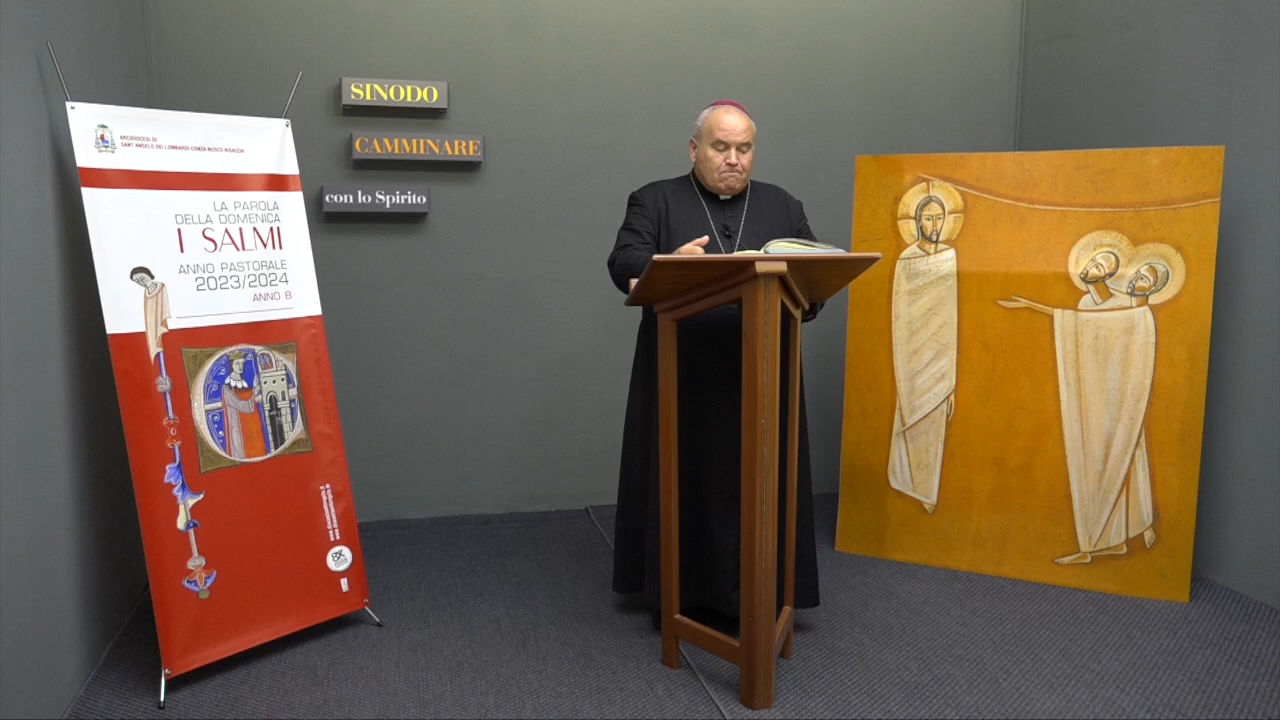 ARCIDIOCESI DI
SANT'ANGELO DEI LOMBARDI-CONZA-NUSCO-BISACCIA
LA PAROLA
DELLA DOMENICA
I SALMI
ANNO PASTORALE
2023/2024
ANNO B
SINODO
CAMMINARE
con lo Spirito